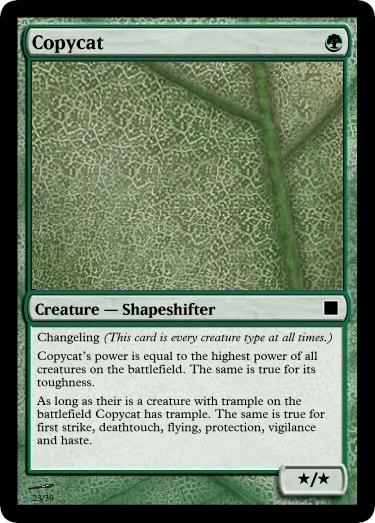 Copycat
Creature — Shapeshifter
Changeling (This card is every creature type at all times.)
Copycat's power is equal to the highest power of all
creatures on the battlefield. The same is true for its
toughness.
As long as their is a creature with trample on the
battlefield Copycat has trample. The same is true for
first strike, deathtouch, flying, protection, vigilance
and haste.
★/★
23/39